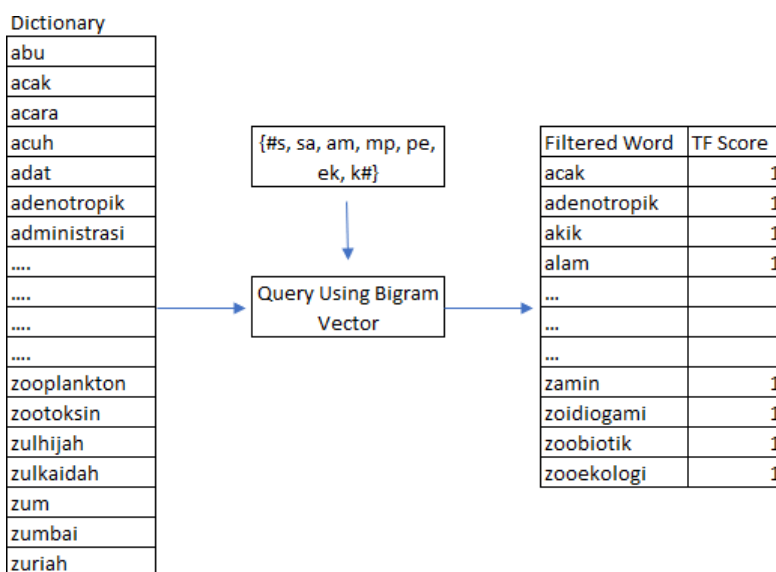 Dictionary
abu
acak
acara
acuh
adat
adenotropik
administrasi
....
....
....
....
zooplankton
zootoksin
zulhijah
zulkaidah
zum
zumbai
zuriah
{#s, sa, am, mp, pe,
ek, k#}
Query Using Bigram
Vector
Filtered Word TF Score
acak 1
adenotropik 1
akik 1
alam 1
...
...
...
zamin 1
zoidiogami 1
zoobiotik 1
zooekologi 1